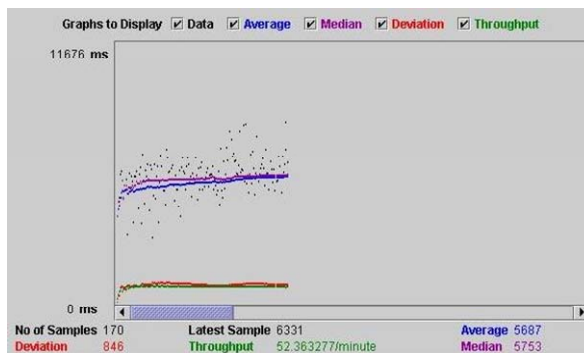 Graphs to Display Data Average Median Deviation Throughput
11676 ms
0 ms
No of Samples 170 Latest Sample 6331 Average 5687
Deviation 846 Throughput 52.363277/minute Median 5753